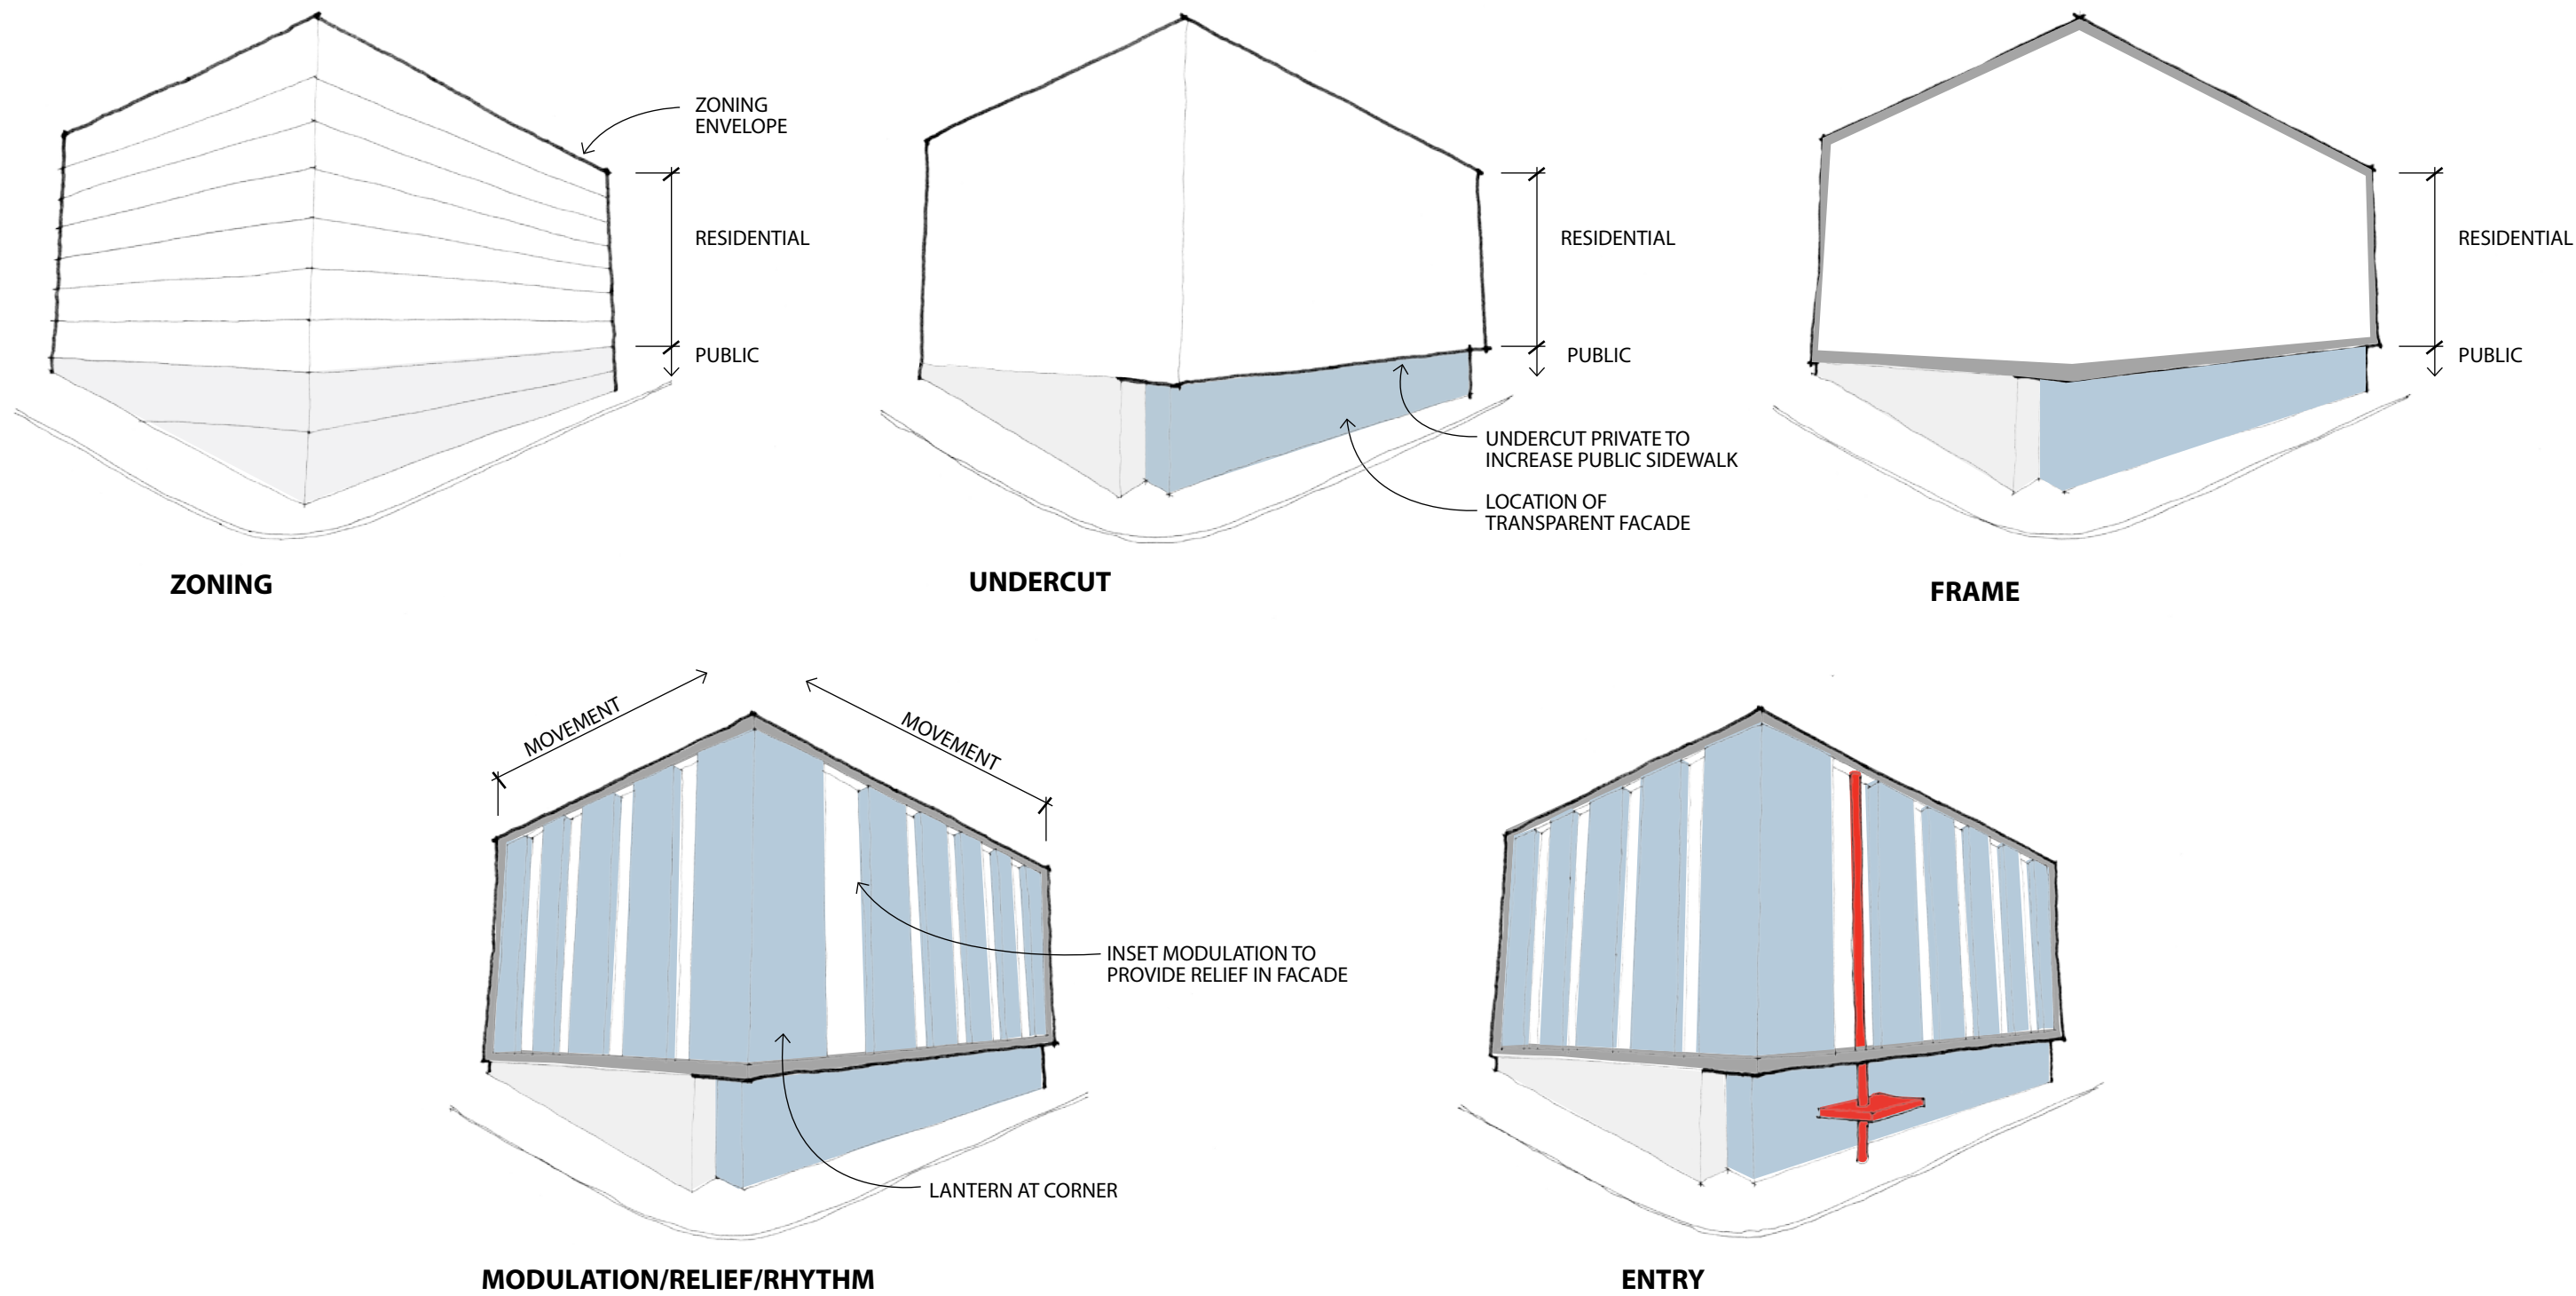 ZONING
ENVELOPE
RESIDENTIAL
PUBLIC
ZONING
RESIDENTIAL
PUBLIC
UNDERCUT PRIVATE TO
INCREASE PUBLIC SIDEWALK
LOCATION OF
TRANSPARENT FACADE
UNDERCUT
RESIDENTIAL
PUBLIC
FRAME
MOVEMENT
MOVEMENT
INSET MODULATION TO
PROVIDE RELIEF IN FACADE
LANTERN AT CORNER
MODULATION/RELIEF/RHYTHM
ENTRY